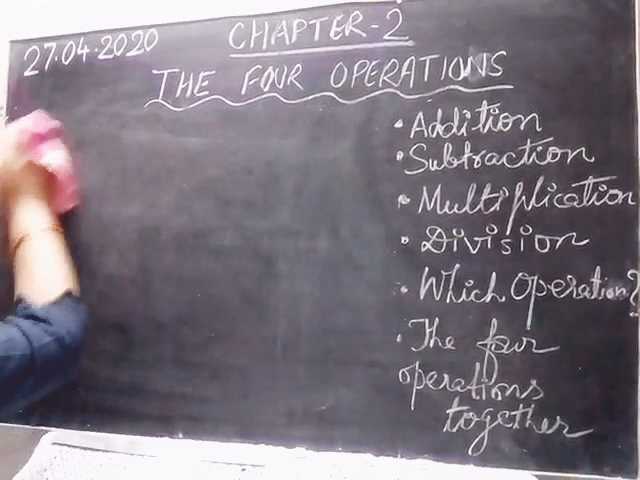 27.04.2020
CHAPTER-2
THE FOUR OPERATIONS
• Addition
• Subtraction
• Multiplication
• Division
• Which Operation?
• The four
operations
together